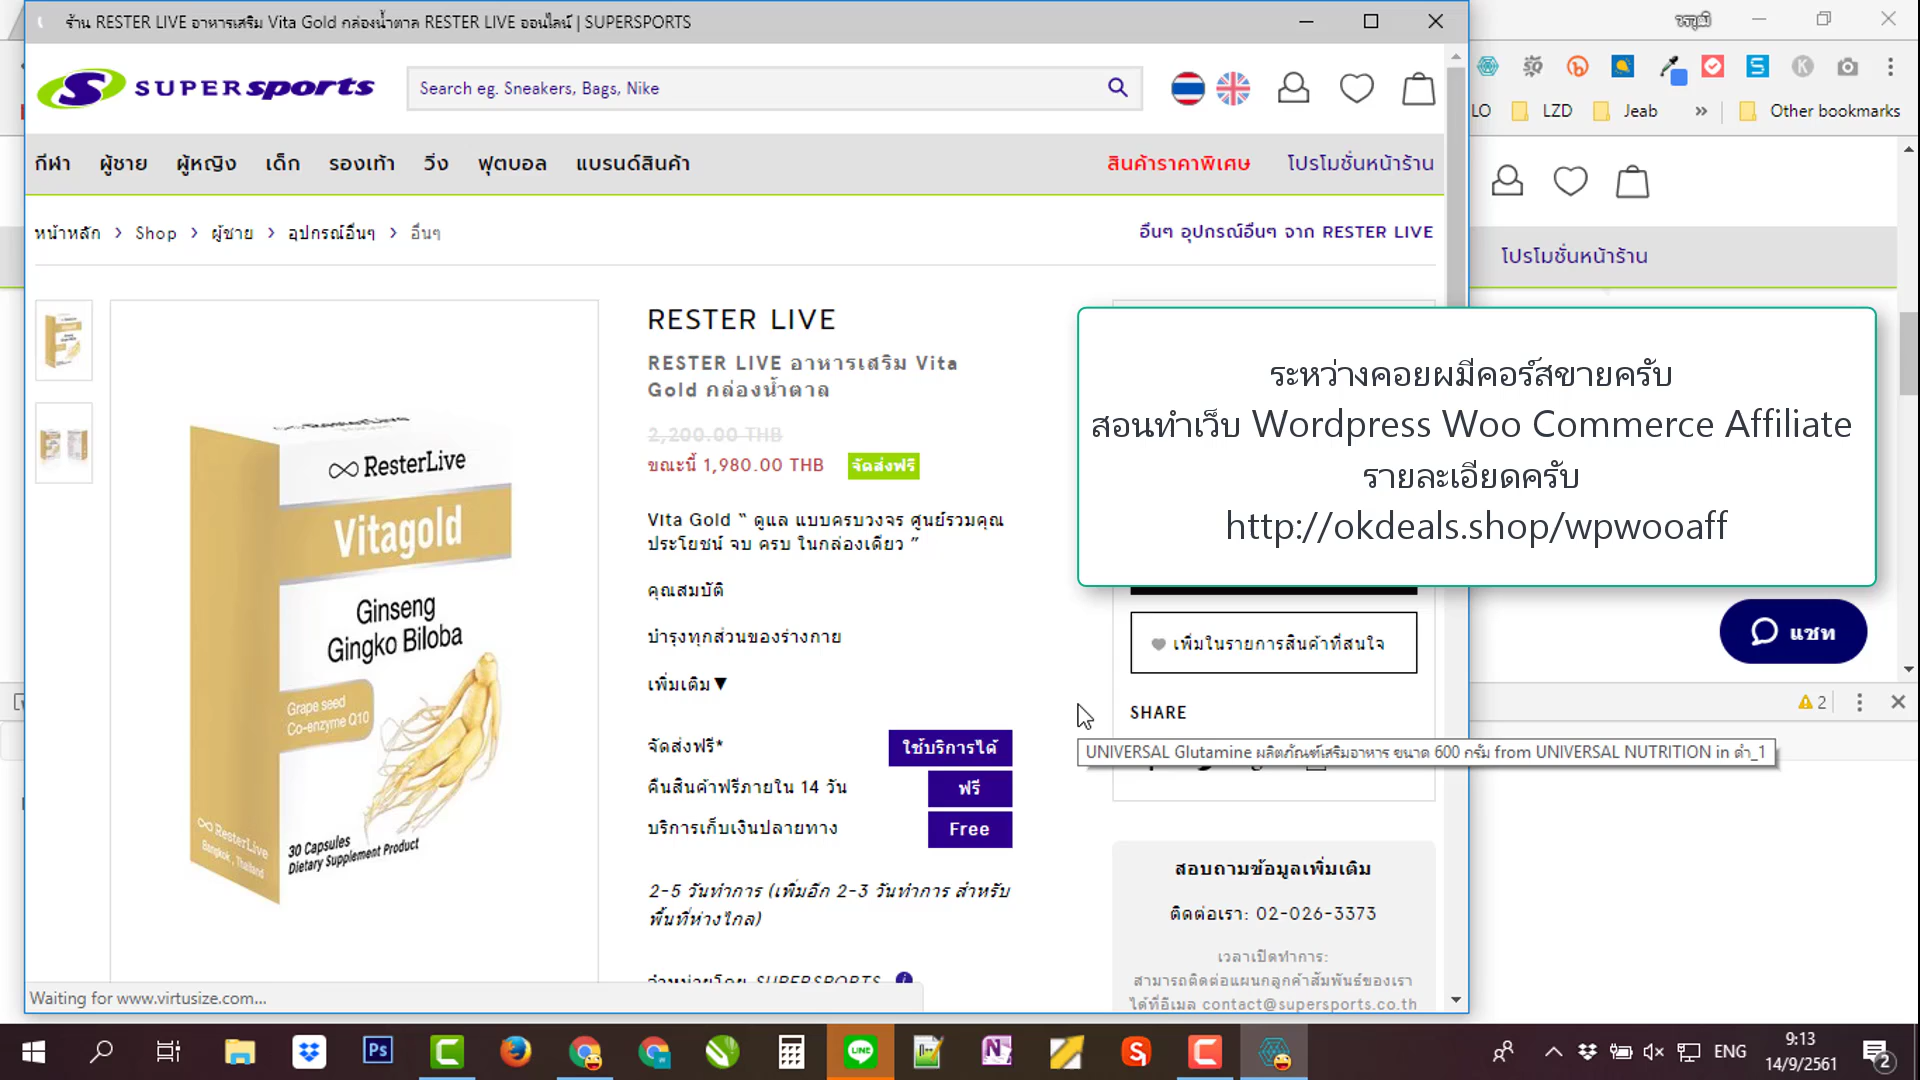 ร้าน RESTER LIVE อาหารเสริม Vita Gold กล่องน้ำตาล RESTER LIVE ออนไลน์ | SUPERSPORTS
SUPERsports
Search eg. Sneakers, Bags, Nike
LO
LZD
Jeab
»
Other bookmarks
กีฬา ผู้ชาย ผู้หญิง เด็ก รองเท้า วิ่ง ฟุตบอล แบรนด์สินค้า
สินค้าราคาพิเศษ โปรโมชั่นหน้าร้าน
โปรโมชั่นหน้าร้าน
หน้าหลัก > Shop > ผู้ชาย > อุปกรณ์อื่นๆ > อื่นๆ
อื่นๆ อุปกรณ์อื่นๆ จาก RESTER LIVE
RESTER LIVE
RESTER LIVE อาหารเสริม Vita
Gold กล่องน้ำตาล
2,200.00 THB
ขณะนี้ 1,980.00 THB จัดส่งฟรี
Vita Gold “ ดูแล แบบครบวงจร ศูนย์รวมคุณ
ประโยชน์ จบ ครบ ในกล่องเดียว ”
คุณสมบัติ
บำรุงทุกส่วนของร่างกาย
เพิ่มเติม▼
จัดส่งฟรี* ใช้บริการได้
คืนสินค้าฟรีภายใน 14 วัน ฟรี
บริการเก็บเงินปลายทาง Free
2-5 วันทำการ (เพิ่มอีก 2-3 วันทำการ สำหรับ
พื้นที่ห่างไกล)
จำหน่ายโดย SUPERSPORTS
ResterLive
Vitagold
Ginseng
Gingko Biloba
Grape seed
Co-enzyme Q10
30 Capsules
Dietary Supplement Product
ResterLive
Bangkok , Thailand
ระหว่างคอยผมีคอร์สขายครับ
สอนทำเว็บ Wordpress Woo Commerce Affiliate
รายละเอียดครับ
http://okdeals.shop/wpwooaff
เพิ่มในรายการสินค้าที่สนใจ
แชท
SHARE
2
UNIVERSAL Glutamine ผลิตภัณฑ์เสริมอาหาร ขนาด 600 กรัม from UNIVERSAL NUTRITION in ดำ_1
สอบถามข้อมูลเพิ่มเติม
ติดต่อเรา: 02-026-3373
เวลาเปิดทำการ:
สามารถติดต่อแผนกลูกค้าสัมพันธ์ของเรา
ได้ที่อีเมล contact@supersports.co.th
Waiting for www.virtusize.com...
ENG
9:13
14/9/2561
2